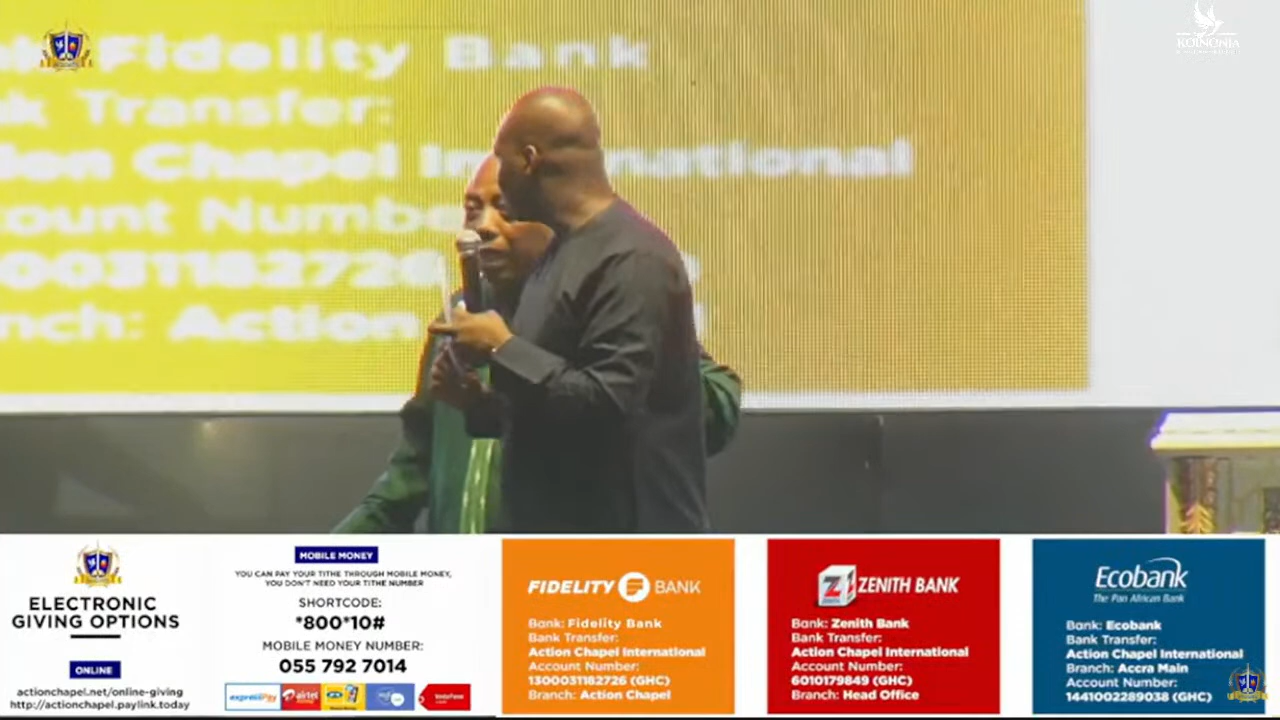 KOINONIA
Fidelity Bank
Transfer:
Chapel International
Number
Action
ELECTRONIC
GIVING OPTIONS
ONLINE
actionchapel.net/online-giving
http://actionchapel.paylink.today
MOBILE MONEY
YOU CAN PAY YOUR TITHE THROUGH MOBILE MONEY,
YOU DON'T NEED YOUR TITHE NUMBER
SHORTCODE:
*800*10#
MOBILE MONEY NUMBER:
055 792 7014
expressPay
airtel
FIDELITY BANK
Bank: Fidelity Bank
Bank Transfer:
Action Chapel International
Account Number:
1300031182726 (GHC)
Branch: Action Chapel
Z ZENITH BANK
Bank: Zenith Bank
Bank Transfer:
Action Chapel International
Account Number:
6010179849 (GHC)
Branch: Head Office
Ecobank
The Pan African Bank
Bank: Ecobank
Bank Transfer:
Action Chapel International
Branch: Accra Main
Account Number:
1441002289038 (GHC)